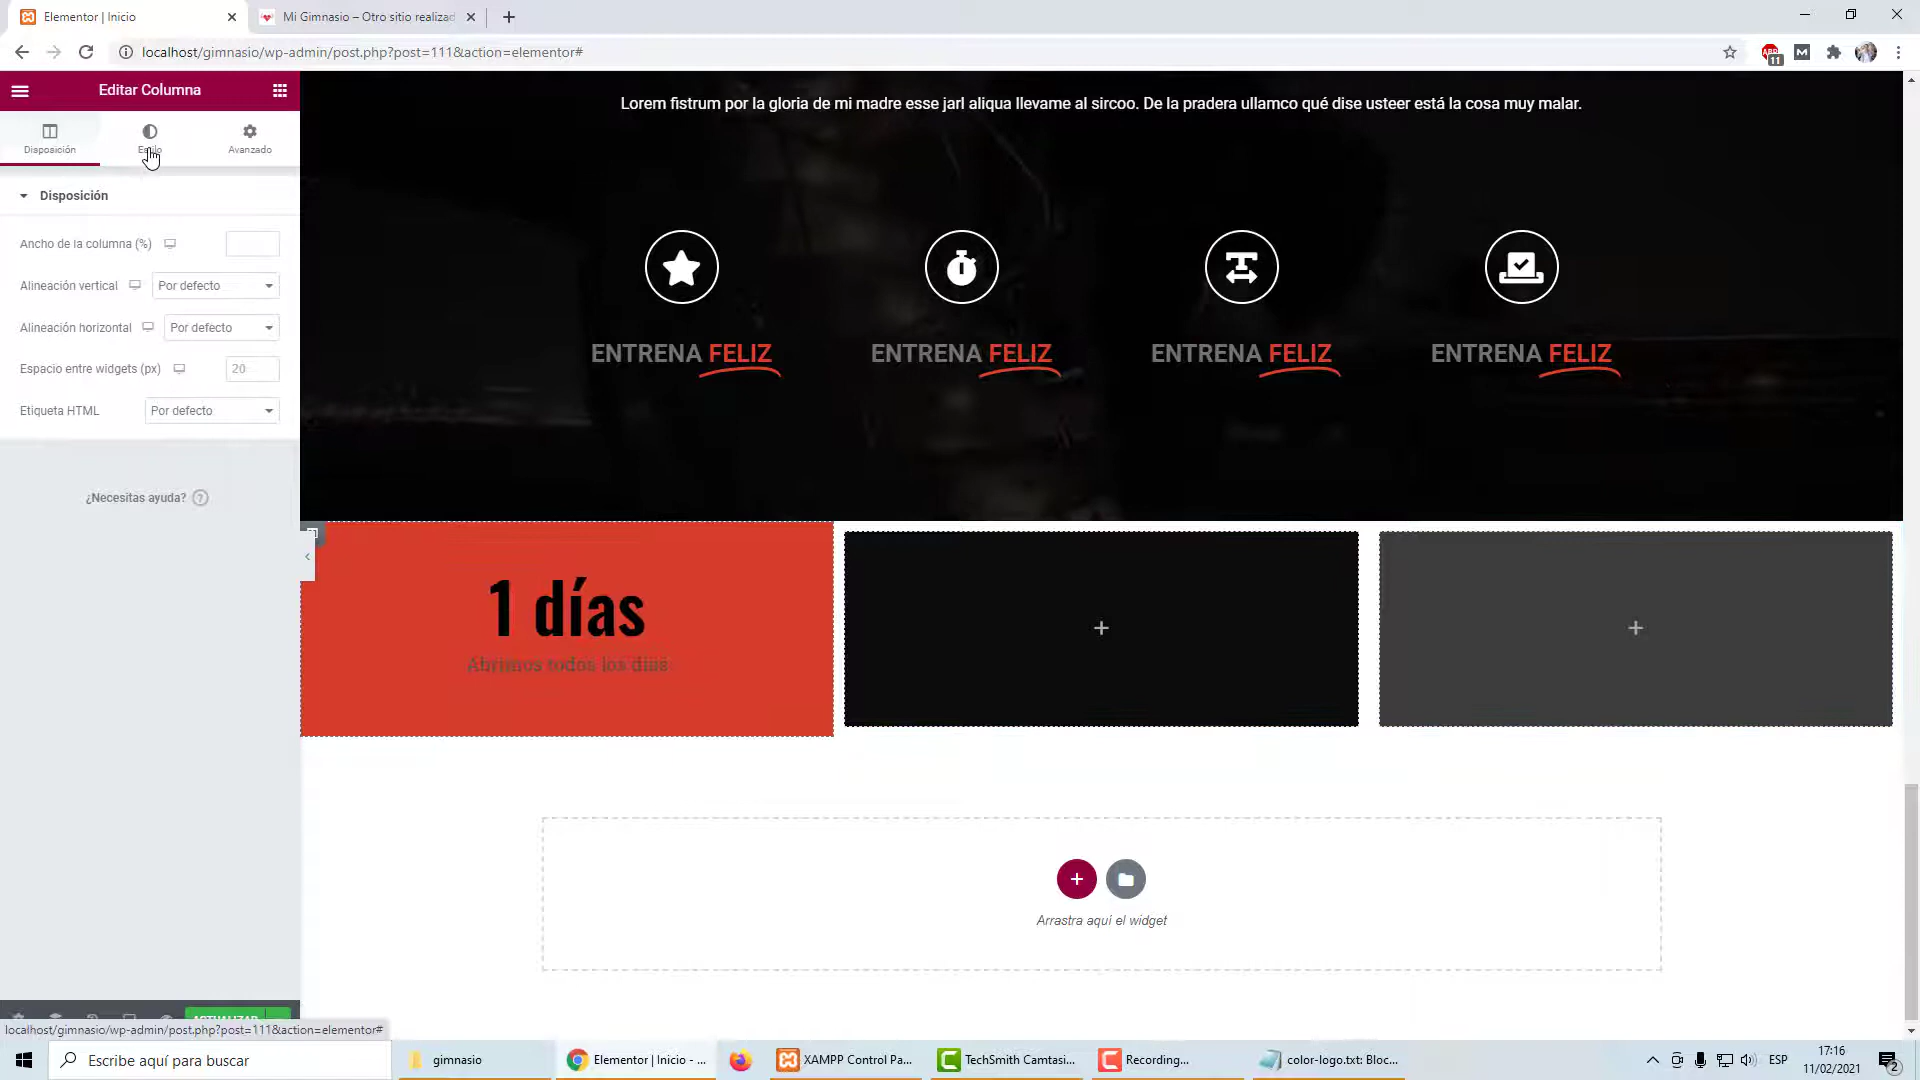 Elementor | Inicio
Mi Gimnasio – Otro sitio realizad
localhost/gimnasio/wp-admin/post.php?post=111&action=elementor#
ABP
11
M
Editar Columna
Disposición
Estilo
Avanzado
Disposición
Ancho de la columna (%)
Alineación vertical
Por defecto
Alineación horizontal
Por defecto
Espacio entre widgets (px)
20
Etiqueta HTML
Por defecto
¿Necesitas ayuda? ?
Lorem fistrum por la gloria de mi madre esse jarl aliqua llevame al sircoo. De la pradera ullamco qué dise usteer está la cosa muy malar.
ENTRENA FELIZ
ENTRENA FELIZ
ENTRENA FELIZ
ENTRENA FELIZ
1 días
Abrimos todos los días
Arrastra aquí el widget
ACTUALIZAR
localhost/gimnasio/wp-admin/post.php?post=111&action=elementor#
Escribe aquí para buscar
gimnasio
Elementor | Inicio - ...
XAMPP Control Pa...
TechSmith Camtasi...
Recording...
color-logo.txt: Bloc...
ESP
17:16
11/02/2021
2